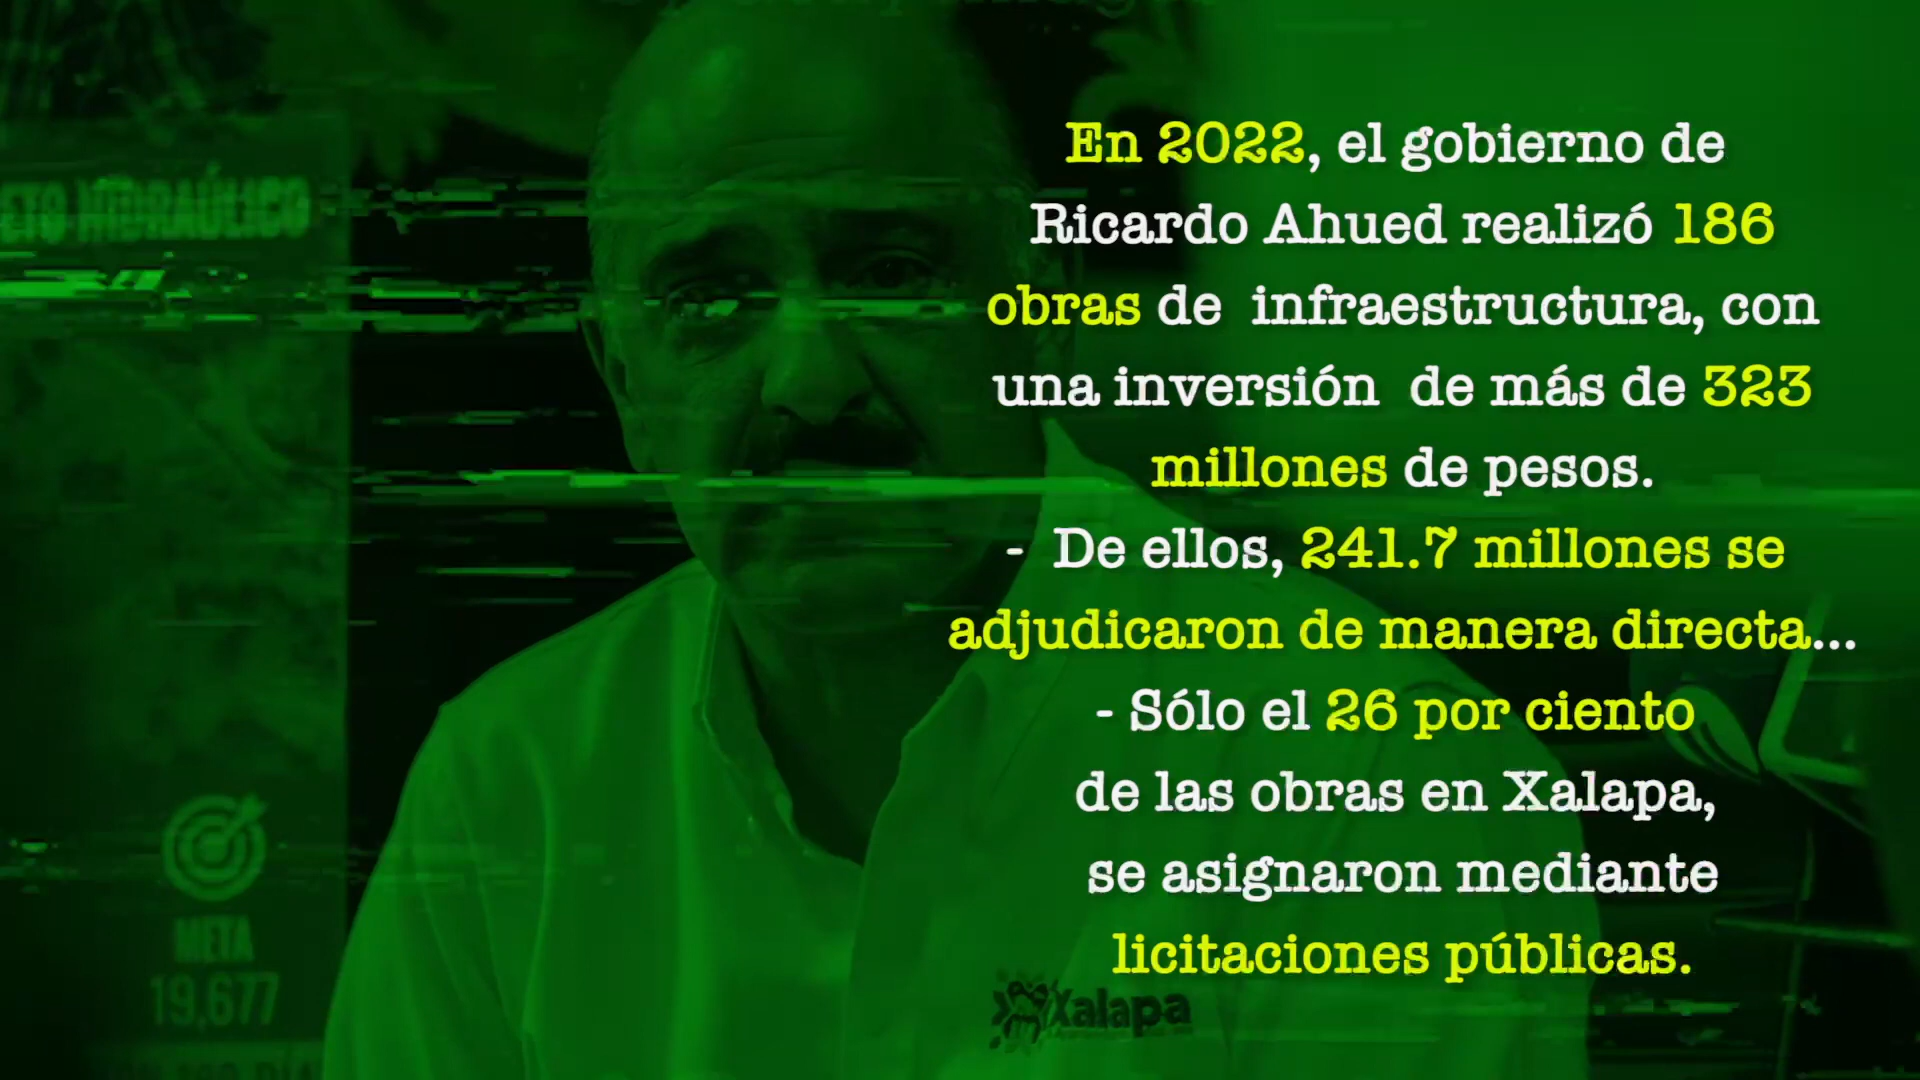 En 2022, el gobierno de
Ricardo Ahued realizó 186
obras de infraestructura, con
una inversión de más de 323
millones de pesos.
- De ellos, 241.7 millones se
adjudicaron de manera directa...
- Sólo el 26 por ciento
de las obras en Xalapa,
se asignaron mediante
licitaciones públicas.
HIDRAÚLICO
META
19,677
Xalapa